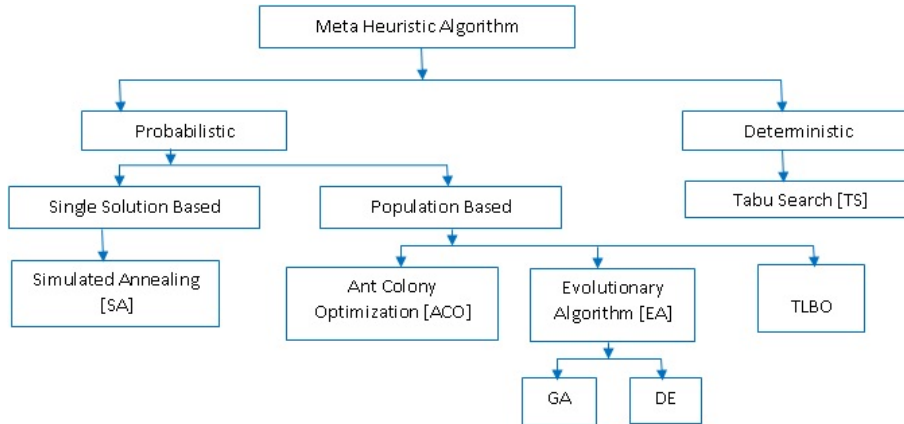 Meta Heuristic Algorithm
Probabilistic
Deterministic
Single Solution Based
Population Based
Tabu Search [TS]
Simulated Annealing
[SA]
Ant Colony
Optimization [ACO]
Evolutionary
Algorithm [EA]
TLBO
GA
DE